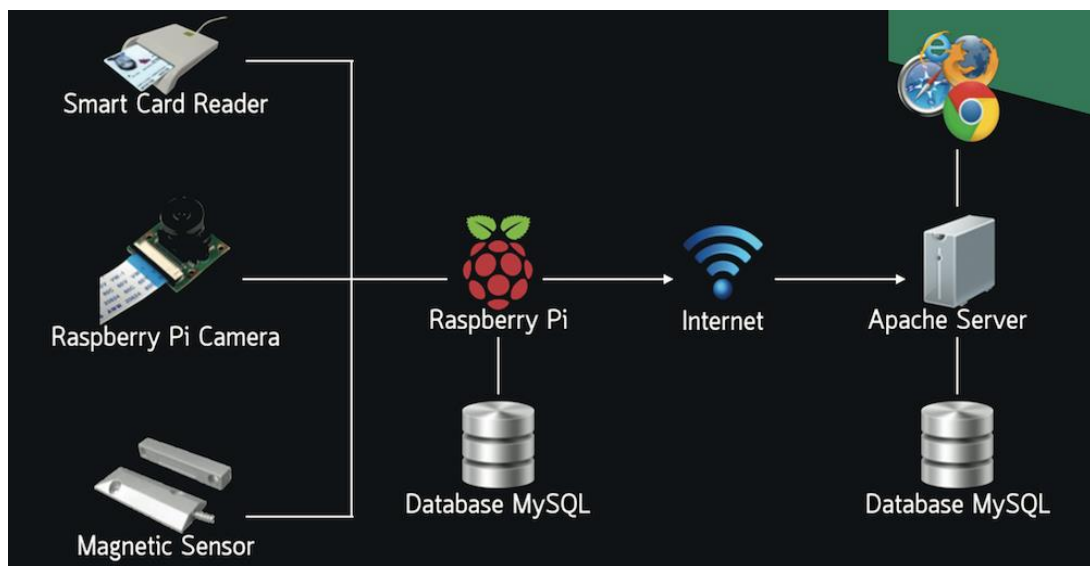 Smart Card Reader
Raspberry Pi Camera
Raspberry Pi
Internet
Apache Server
Database MySQL
Database MySQL
Magnetic Sensor